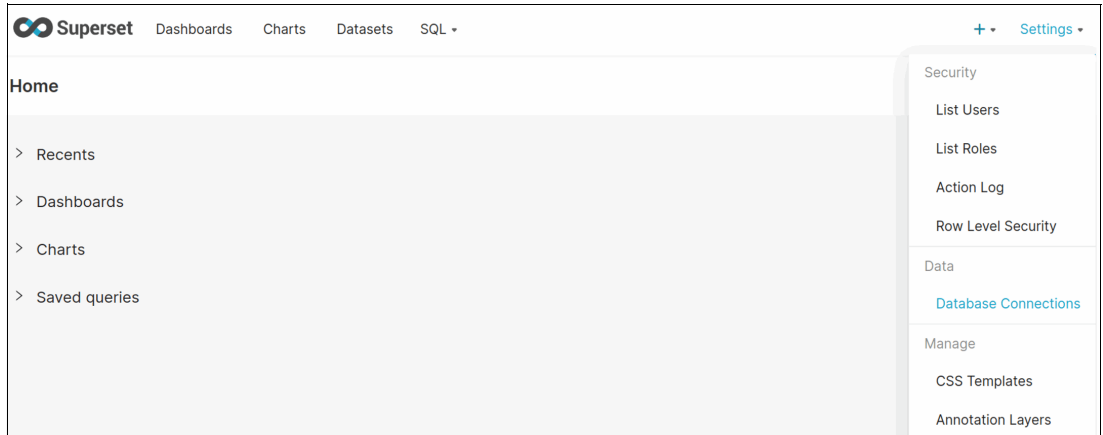 Superset Dashboards Charts Datasets SQL + Settings
Home
Recents
Dashboards
Charts
Saved queries
Security
List Users
List Roles
Action Log
Row Level Security
Data
Database Connections
Manage
CSS Templates
Annotation Layers